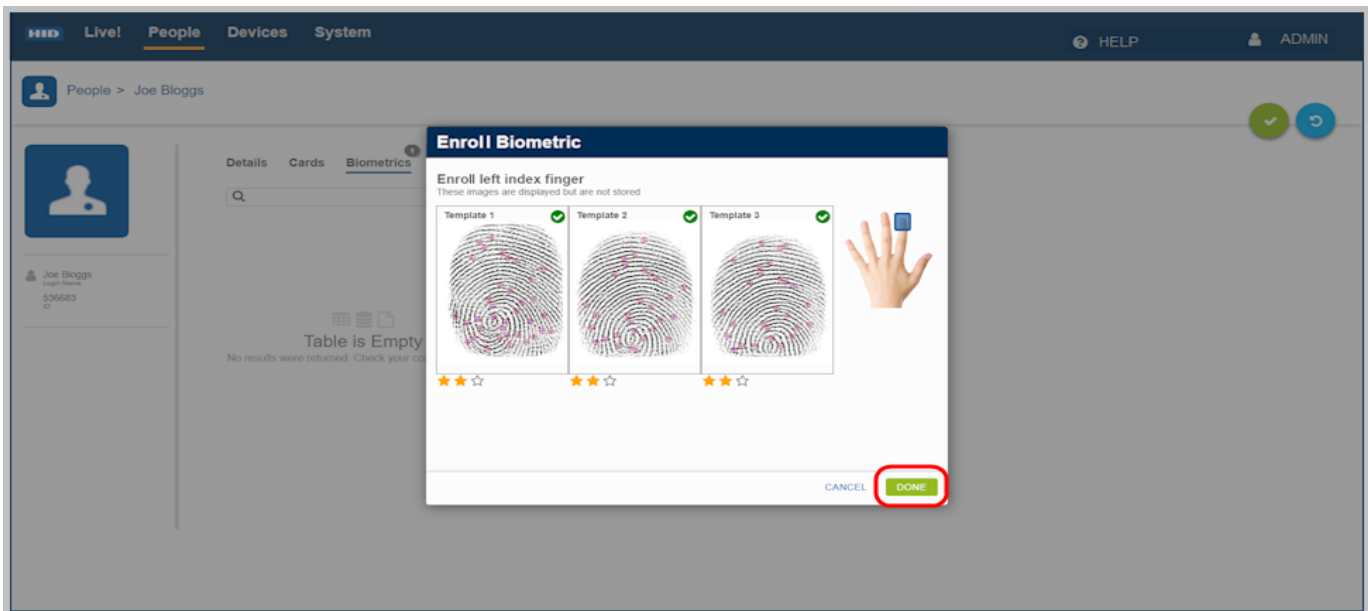 HID Live! People Devices System HELP ADMIN
People > Joe Bloggs
Enroll Biometric
Details Cards Biometrics 1
Enroll left index finger
These images are displayed but are not stored
Template 1 Template 2 Template 3
Joe Bloggs
Login Name
536683
ID
Table is Empty
No results were returned. Check your co
CANCEL DONE